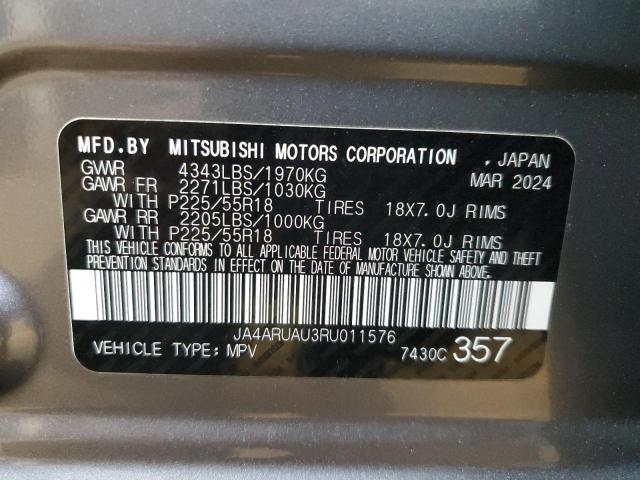 MFD.BY MITSUBISHI MOTORS CORPORATION . JAPAN
GVWR 4343LBS/1970KG MAR 2024
GAWR FR 2271LBS/1030KG
WITH P225/55R18 TIRES 18X7.0J RIMS
GAWR RR 2205LBS/1000KG
WITH P225/55R18 TIRES 18X7.0J RIMS
THIS VEHICLE CONFORMS TO ALL APPLICABLE FEDERAL MOTOR VEHICLE SAFETY AND THEFT
PREVENTION STANDARDS IN EFFECT ON THE DATE OF MANUFACTURE SHOWN ABOVE.
JA4ARUAU3RU011576
VEHICLE TYPE: MPV 7430C 357